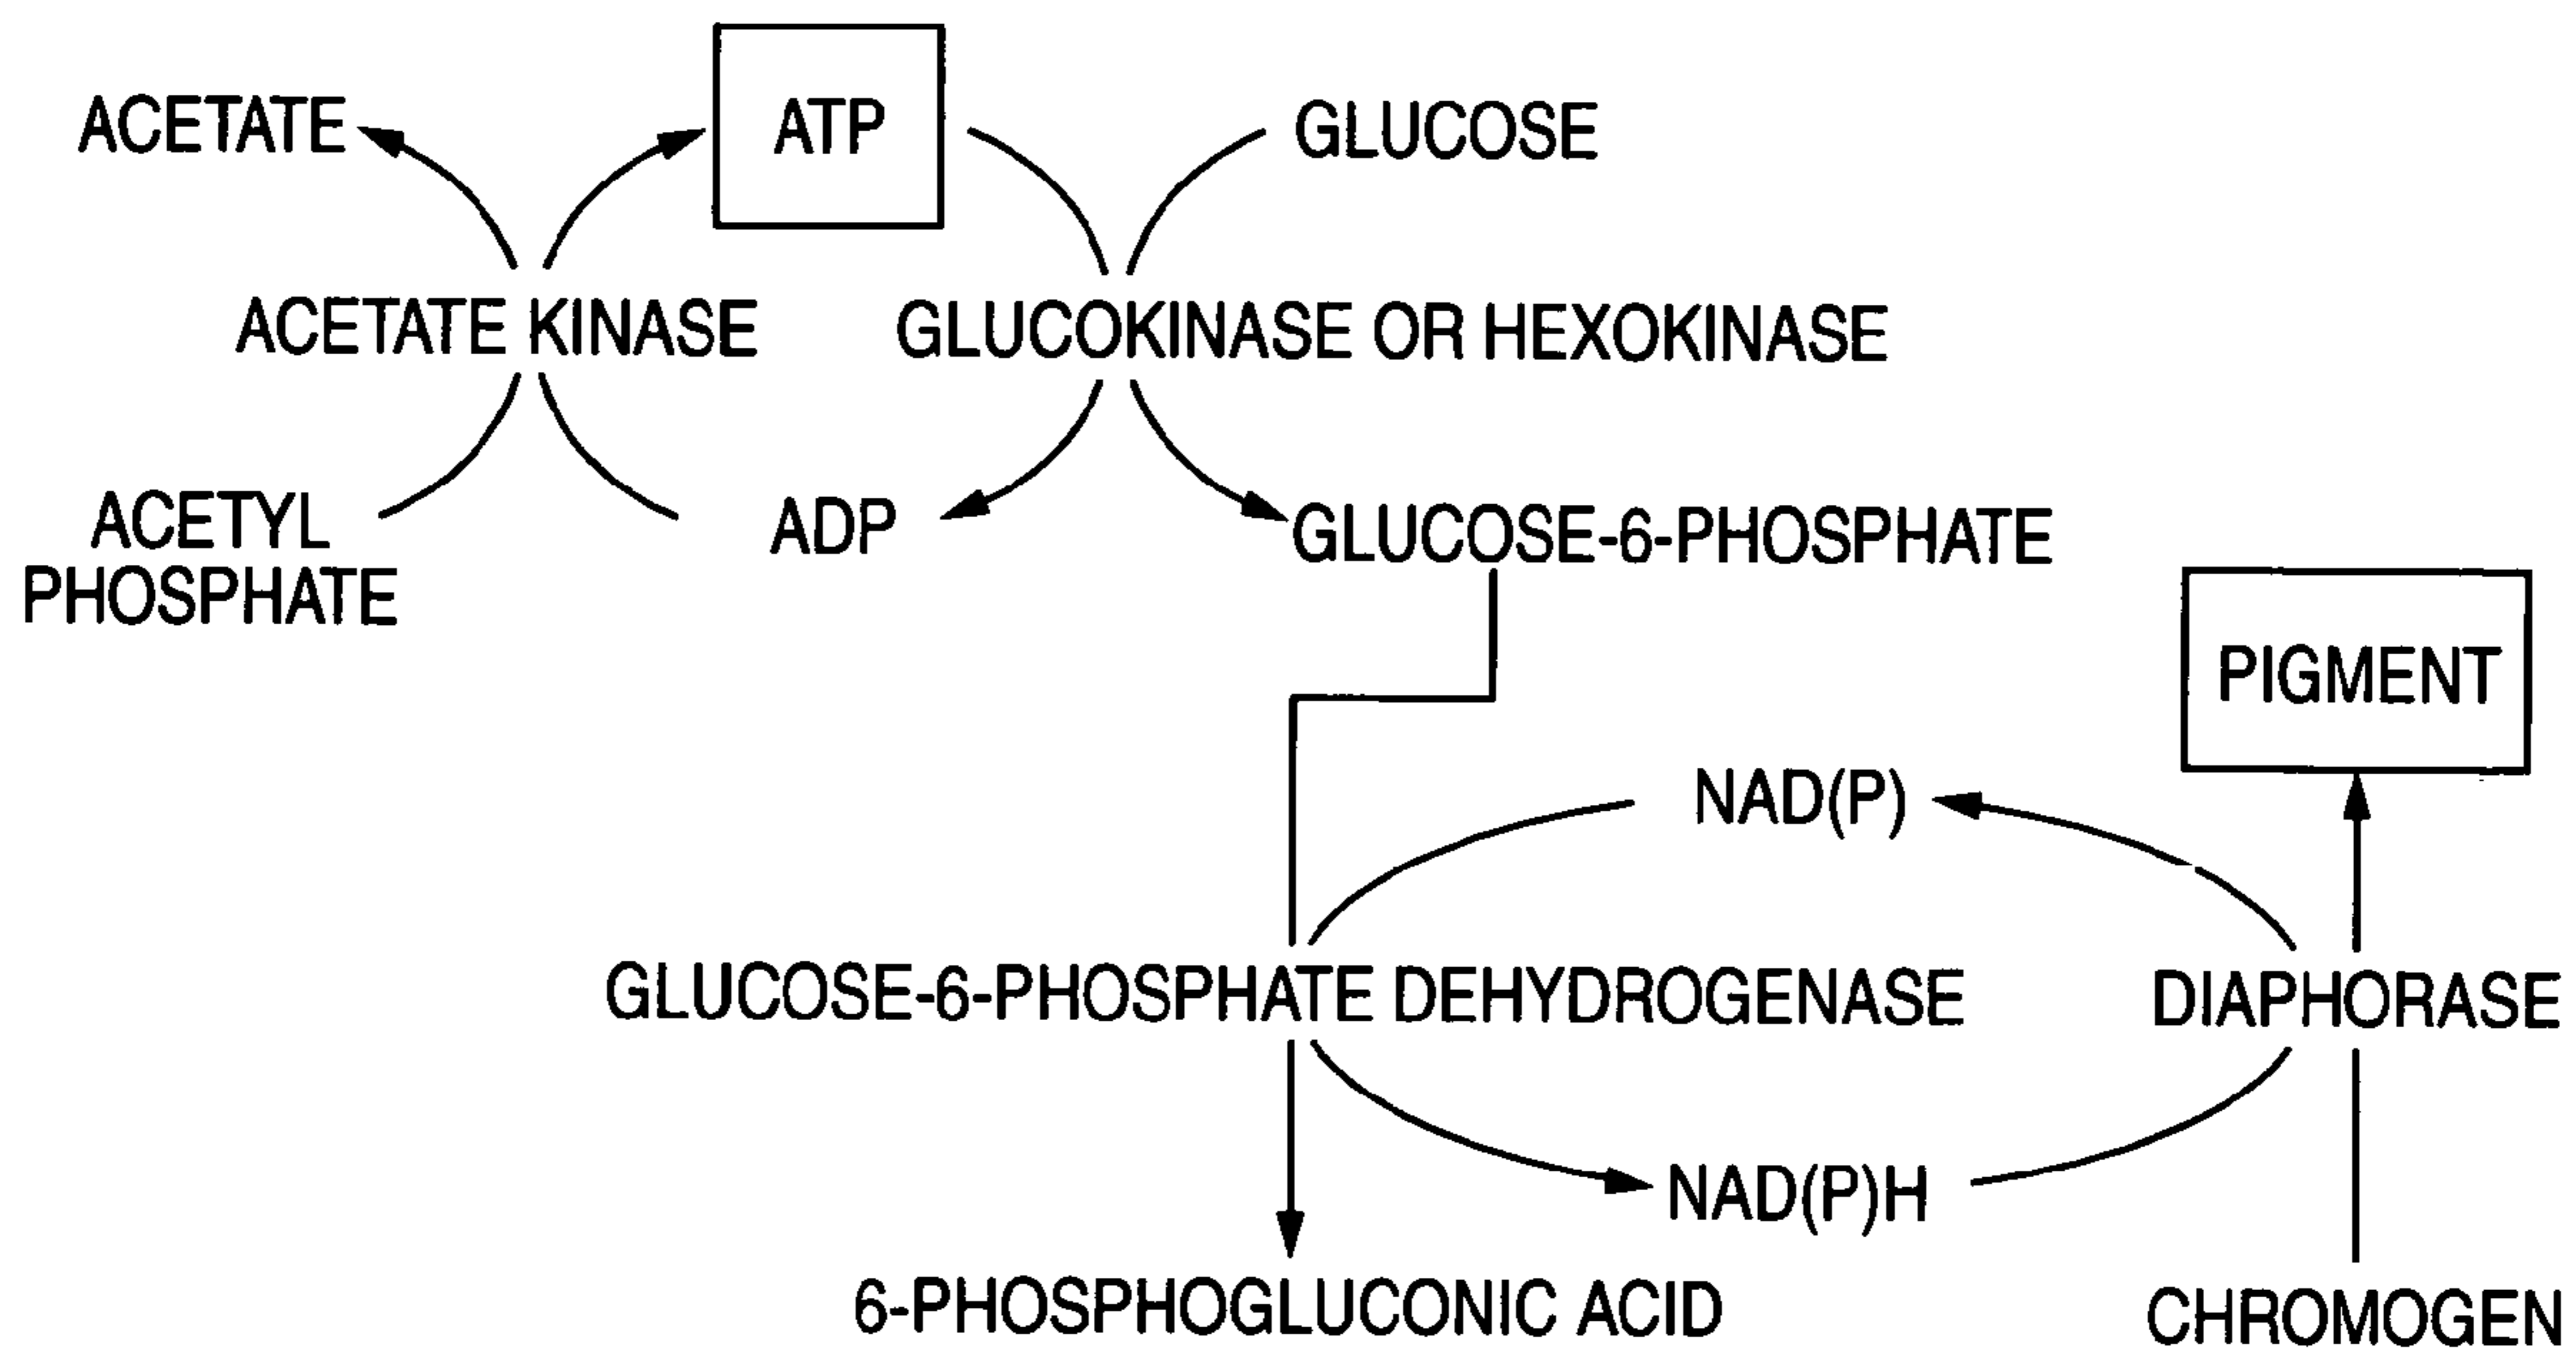 ACETATE
ATP
GLUCOSE
ACETATE KINASE
GLUCOKINASE OR HEXOKINASE
ACETYL
PHOSPHATE
ADP
GLUCOSE-6-PHOSPHATE
PIGMENT
NAD(P)
GLUCOSE-6-PHOSPHATE DEHYDROGENASE
DIAPHORASE
NAD(P)H
6-PHOSPHOGLUCONIC ACID
CHROMOGEN